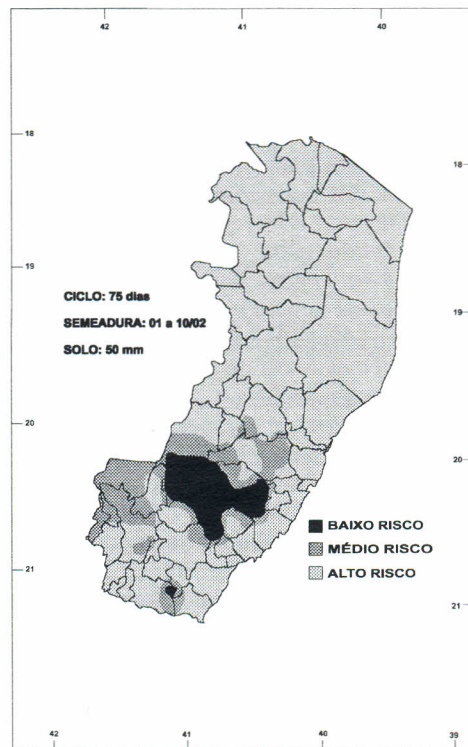 42 41 40
18 18
19 19
CICLO: 75 dias
SEMEADURA: 01 a 10/02
SOLO: 50 mm
20 20
BAIXO RISCO
MÉDIO RISCO
ALTO RISCO
21 21
42 41 40 39